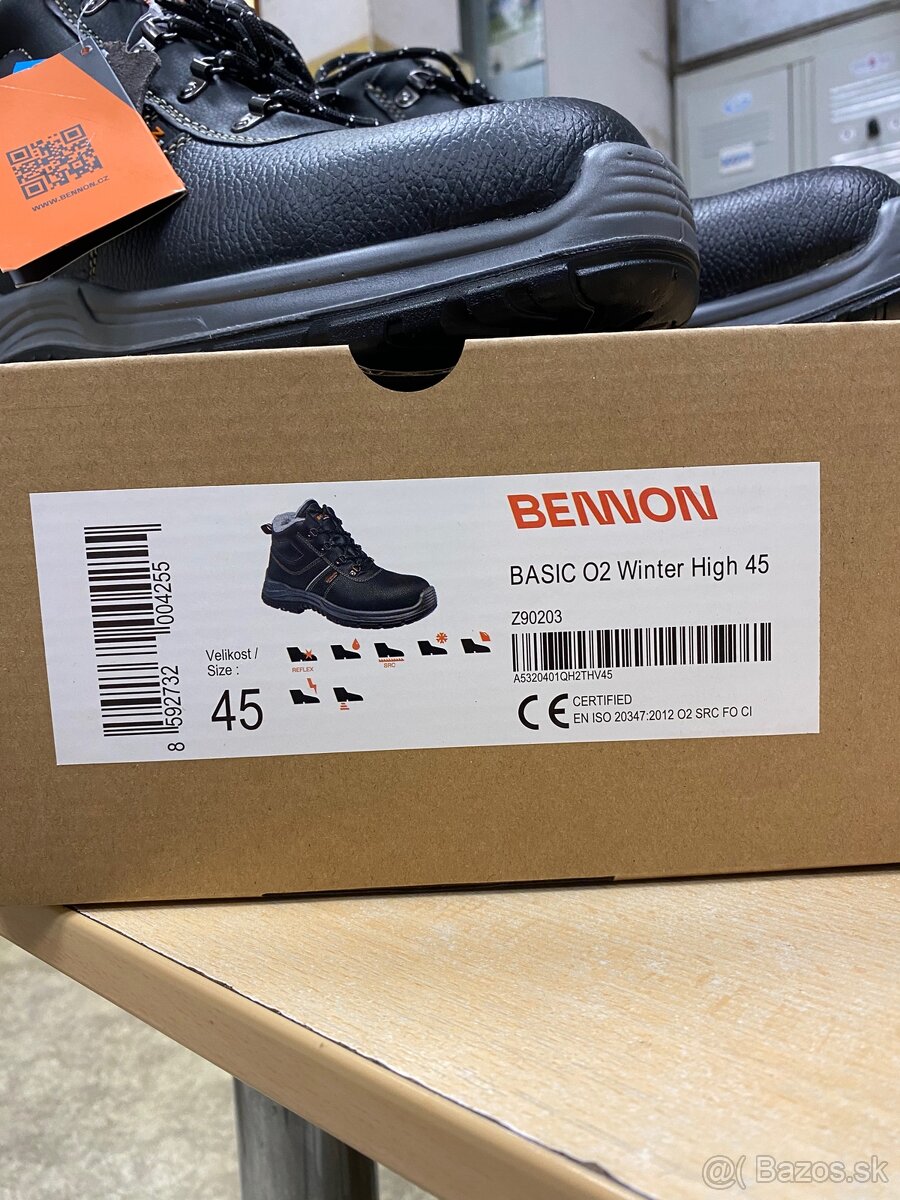 WWW.BENNON.CZ
BENNON
BASIC O2 Winter High 45
Z90203
A5320401QH2THV45
CE CERTIFIED
EN ISO 20347:2012 O2 SRC FO CI
8 592732 004255
Velikost /
Size :
45
REFLEX
SRC
@( Bazos.sk